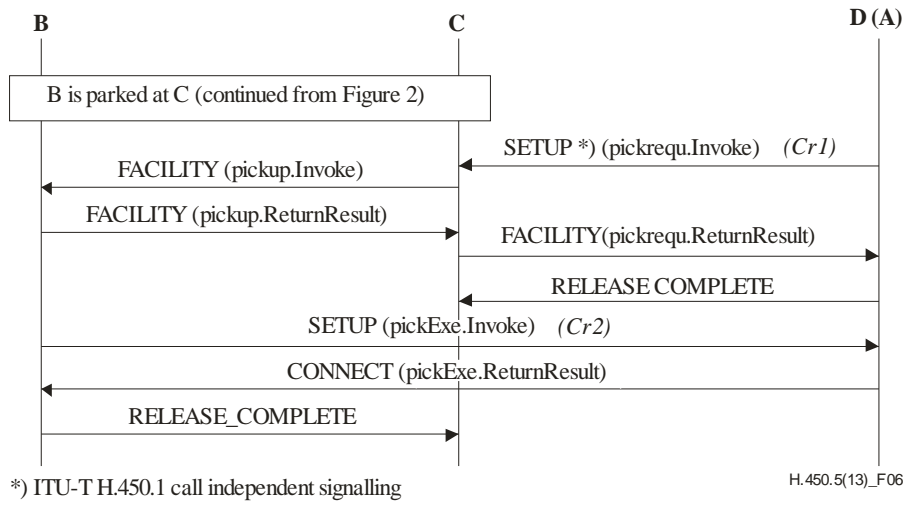 B
C
D (A)
B is parked at C (continued from Figure 2)
SETUP *) (pickrequ.Invoke) (Cr1)
FACILITY (pickup.Invoke)
FACILITY (pickup.ReturnResult)
FACILITY(pickrequ.ReturnResult)
RELEASE COMPLETE
SETUP (pickExe.Invoke) (Cr2)
CONNECT (pickExe.ReturnResult)
RELEASE_COMPLETE
*) ITU-T H.450.1 call independent signalling
H.450.5(13)_F06